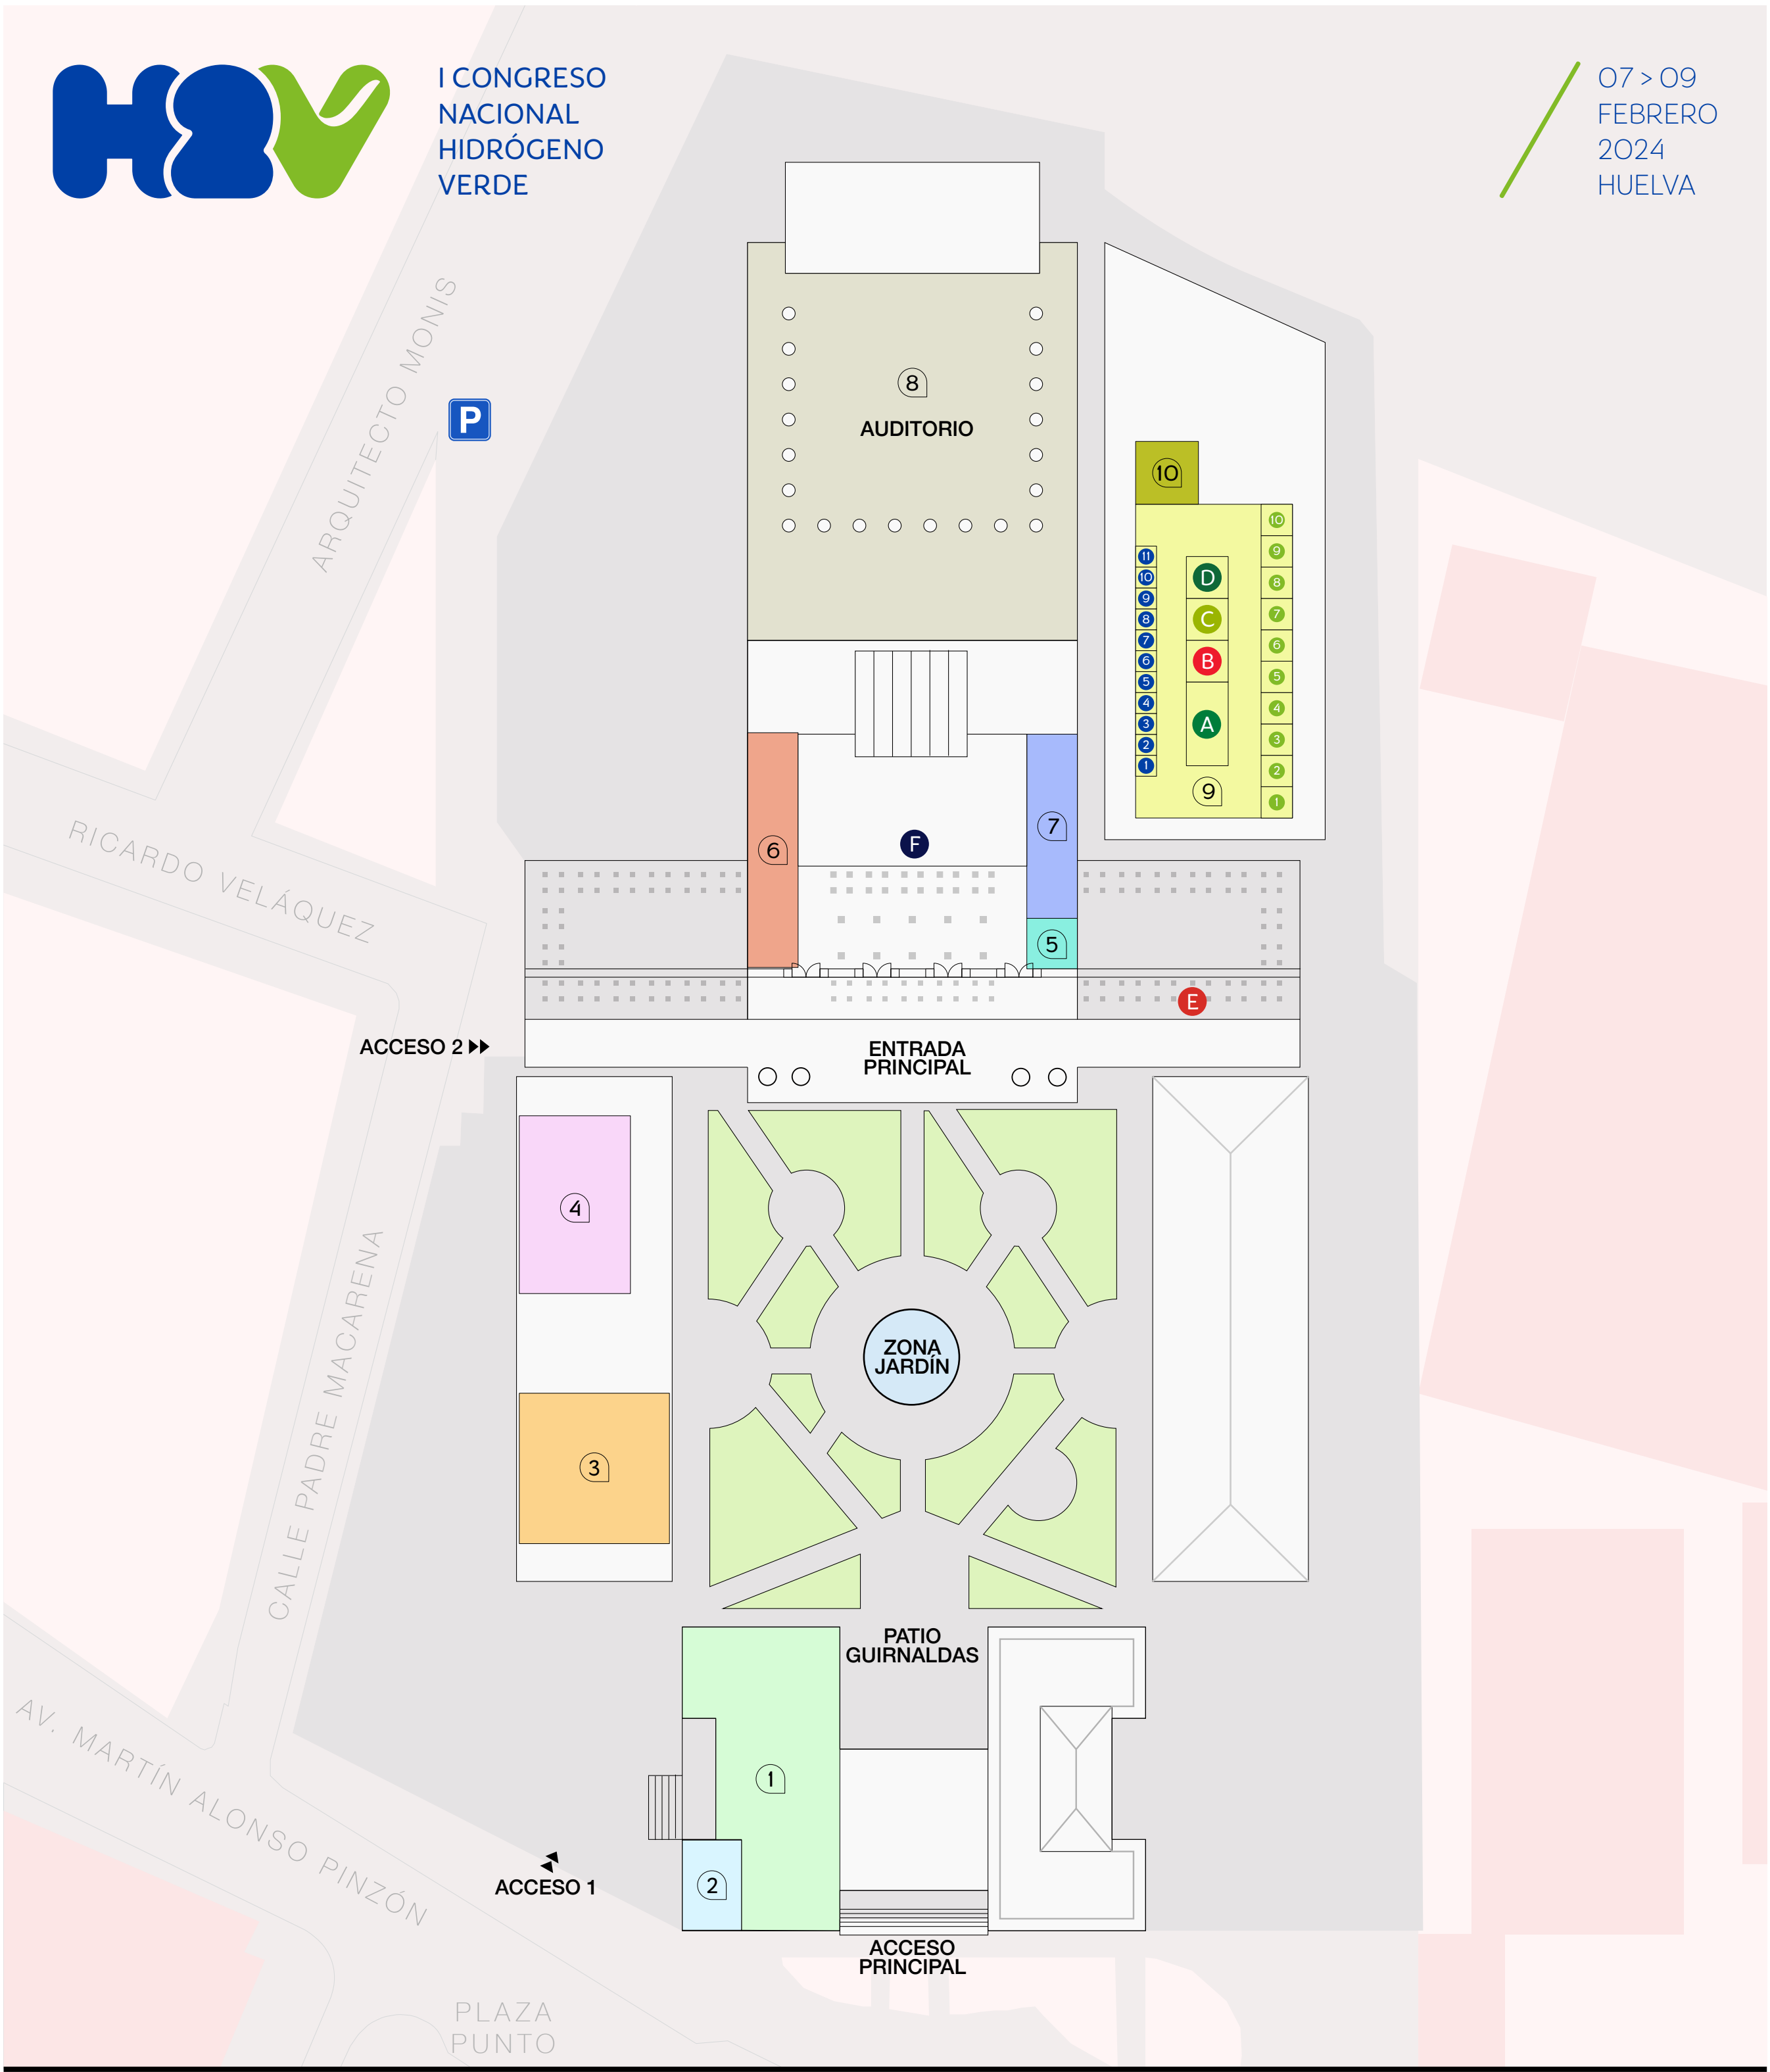 H2V
I CONGRESO
NACIONAL
HIDRÓGENO
VERDE
07 > 09
FEBRERO
2024
HUELVA
ARQUITECTO MONIS
P
8
AUDITORIO
10
10
9
8
7
6
5
4
3
2
1
11
10
9
8
7
6
5
4
3
2
1
D
C
B
A
9
RICARDO VELÁQUEZ
6
F
7
5
E
ACCESO 2
ENTRADA
PRINCIPAL
4
CALLE PADRE MACARENA
ZONA
JARDÍN
3
PATIO
GUIRNALDAS
AV. MARTÍN ALONSO PINZÓN
1
2
ACCESO 1
ACCESO
PRINCIPAL
PLAZA
PUNTO